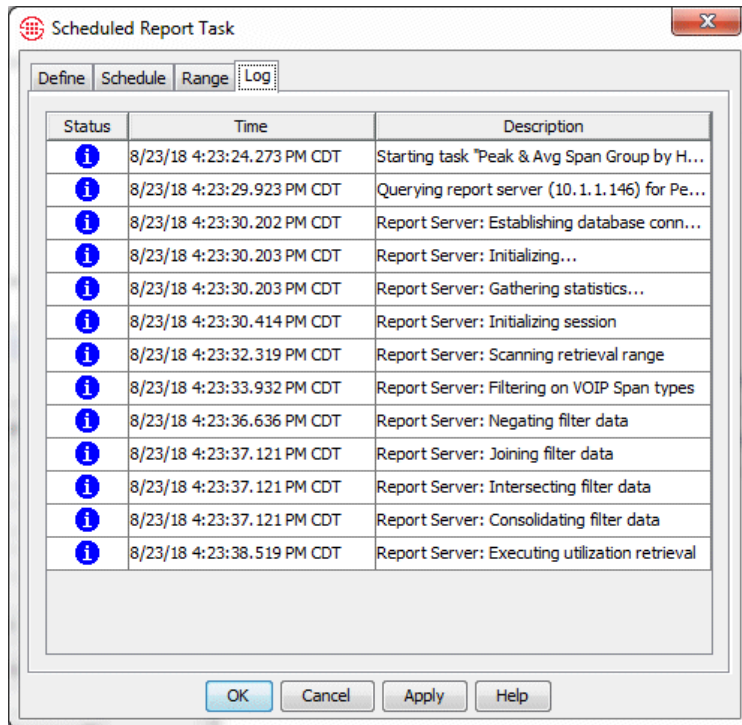 Scheduled Report Task
Define Schedule Range Log
Status Time Description
i 8/23/18 4:23:24.273 PM CDT Starting task "Peak & Avg Span Group by H...
i 8/23/18 4:23:29.923 PM CDT Querying report server (10.1.1.146) for Pe...
i 8/23/18 4:23:30.202 PM CDT Report Server: Establishing database conn...
i 8/23/18 4:23:30.203 PM CDT Report Server: Initializing...
i 8/23/18 4:23:30.203 PM CDT Report Server: Gathering statistics...
i 8/23/18 4:23:30.414 PM CDT Report Server: Initializing session
i 8/23/18 4:23:32.319 PM CDT Report Server: Scanning retrieval range
i 8/23/18 4:23:33.932 PM CDT Report Server: Filtering on VOIP Span types
i 8/23/18 4:23:36.636 PM CDT Report Server: Negating filter data
i 8/23/18 4:23:37.121 PM CDT Report Server: Joining filter data
i 8/23/18 4:23:37.121 PM CDT Report Server: Intersecting filter data
i 8/23/18 4:23:37.121 PM CDT Report Server: Consolidating filter data
i 8/23/18 4:23:38.519 PM CDT Report Server: Executing utilization retrieval
OK Cancel Apply Help